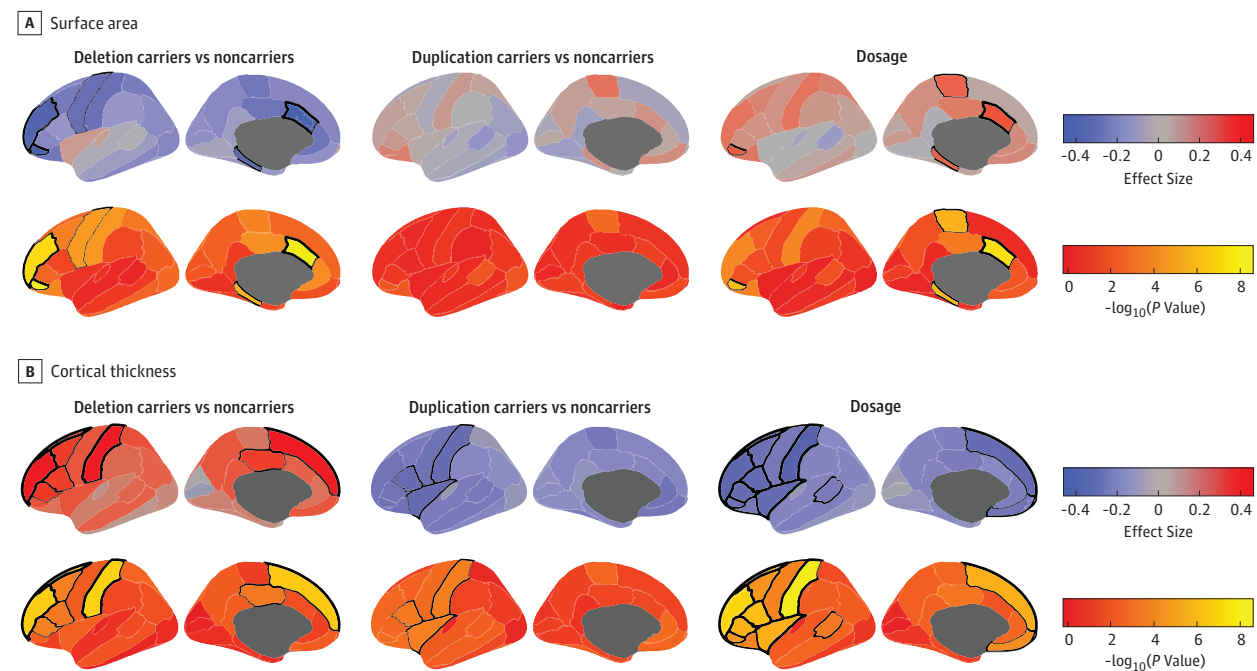 A Surface area
Deletion carriers vs noncarriers
Duplication carriers vs noncarriers
Dosage
–0.4 –0.2 0 0.2 0.4
Effect Size
0 2 4 6 8
–log10(P Value)
B Cortical thickness
Deletion carriers vs noncarriers
Duplication carriers vs noncarriers
Dosage
–0.4 –0.2 0 0.2 0.4
Effect Size
0 2 4 6 8
–log10(P Value)